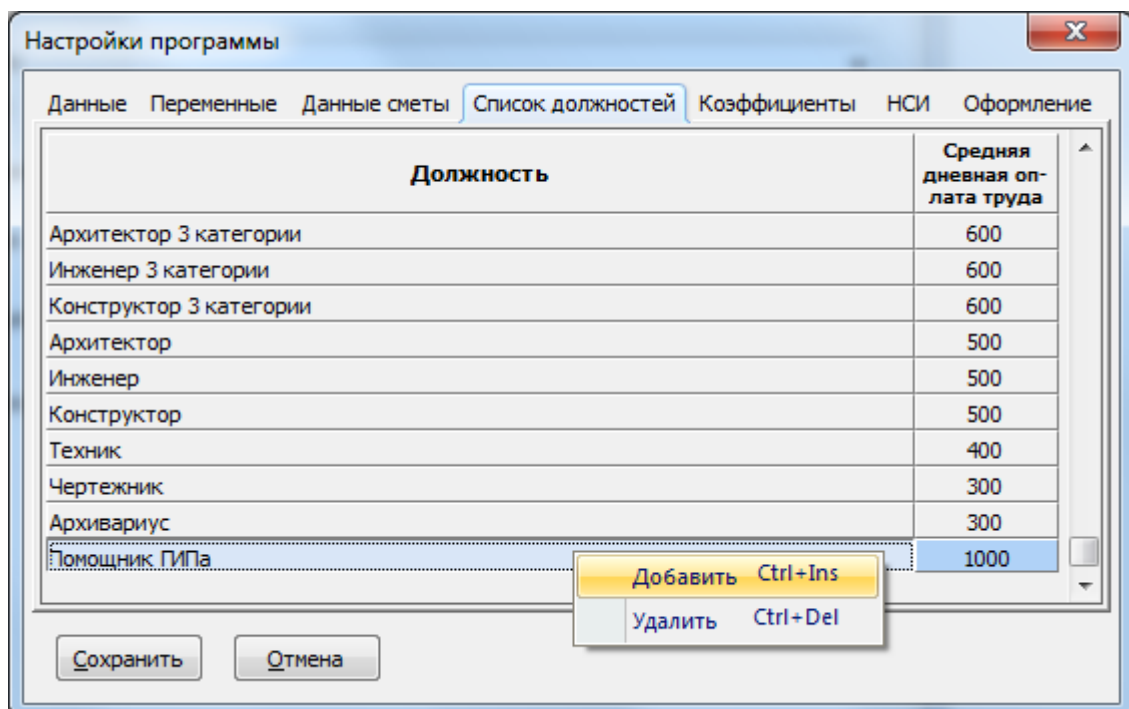 Настройки программы
Данные Переменные Данные сметы Список должностей Коэффициенты НСИ Оформление
Должность
Средняя
дневная оп-
лата труда
Архитектор 3 категории 600
Инженер 3 категории 600
Конструктор 3 категории 600
Архитектор 500
Инженер 500
Конструктор 500
Техник 400
Чертежник 300
Архивариус 300
Помощник ГИПа 1000
Добавить Ctrl+Ins
Удалить Ctrl+Del
Сохранить Отмена